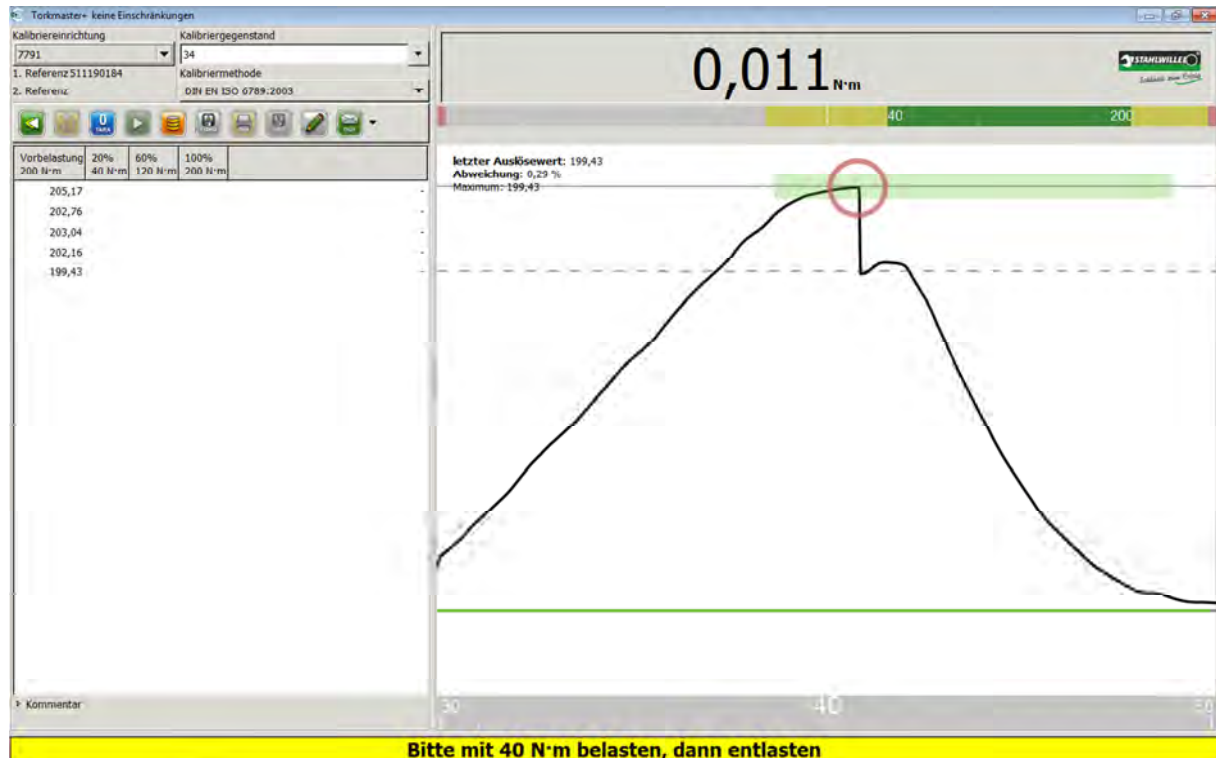 Torkmaster+ keine Einschränkungen
Kalibriereinrichtung Kalibriergegenstand
7791 34
1. Referenz 511190184 Kalibriermethode
2. Referenz DIN EN ISO 6789:2003
0,011 N·m
STAHLWILLE
40 200
0
TARA
Vorbelastung 20% 60% 100%
200 N·m 40 N·m 120 N·m 200 N·m
205,17 -
202,76 -
203,04 -
202,16 -
199,43 -
letzter Auslösewert: 199,43
Abweichung: 0,29 %
Maximum: 199,43
Kommentar
30 40
Bitte mit 40 N·m belasten, dann entlasten